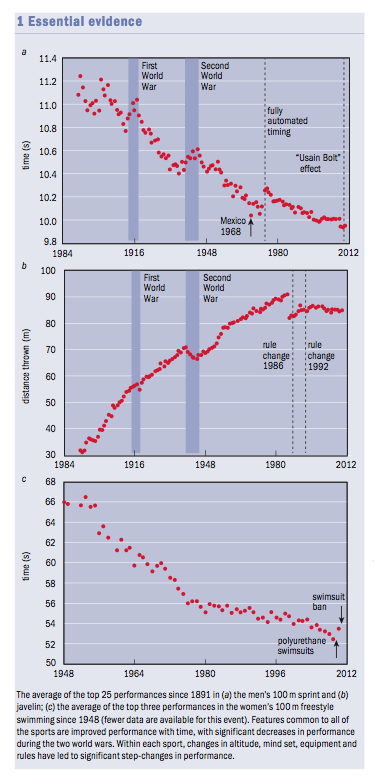 1 Essential evidence
a
11.4
11.2
11.0
10.8
10.6
10.4
10.2
10.0
9.8
time (s)
First
World
War
Second
World
War
fully
automated
timing
"Usain Bolt"
effect
Mexico
1968
1984
1916
1948
1980
2012
b
100
90
80
70
60
50
40
30
distance thrown (m)
First
World
War
Second
World
War
rule
change
1986
rule
change
1992
1984
1916
1948
1980
2012
c
68
66
64
62
60
58
56
54
52
50
time (s)
swimsuit
ban
polyurethane
swimsuits
1948
1964
1980
1996
2012
The average of the top 25 performances since 1891 in (a) the men's 100 m sprint and (b)
javelin; (c) the average of the top three performances in the women's 100 m freestyle
swimming since 1948 (fewer data are available for this event). Features common to all of
the sports are improved performance with time, with significant decreases in performance
during the two world wars. Within each sport, changes in altitude, mind set, equipment and
rules have led to significant step-changes in performance.